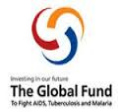 Investing in our future
The Global Fund
To Fight AIDS, Tuberculosis and Malaria